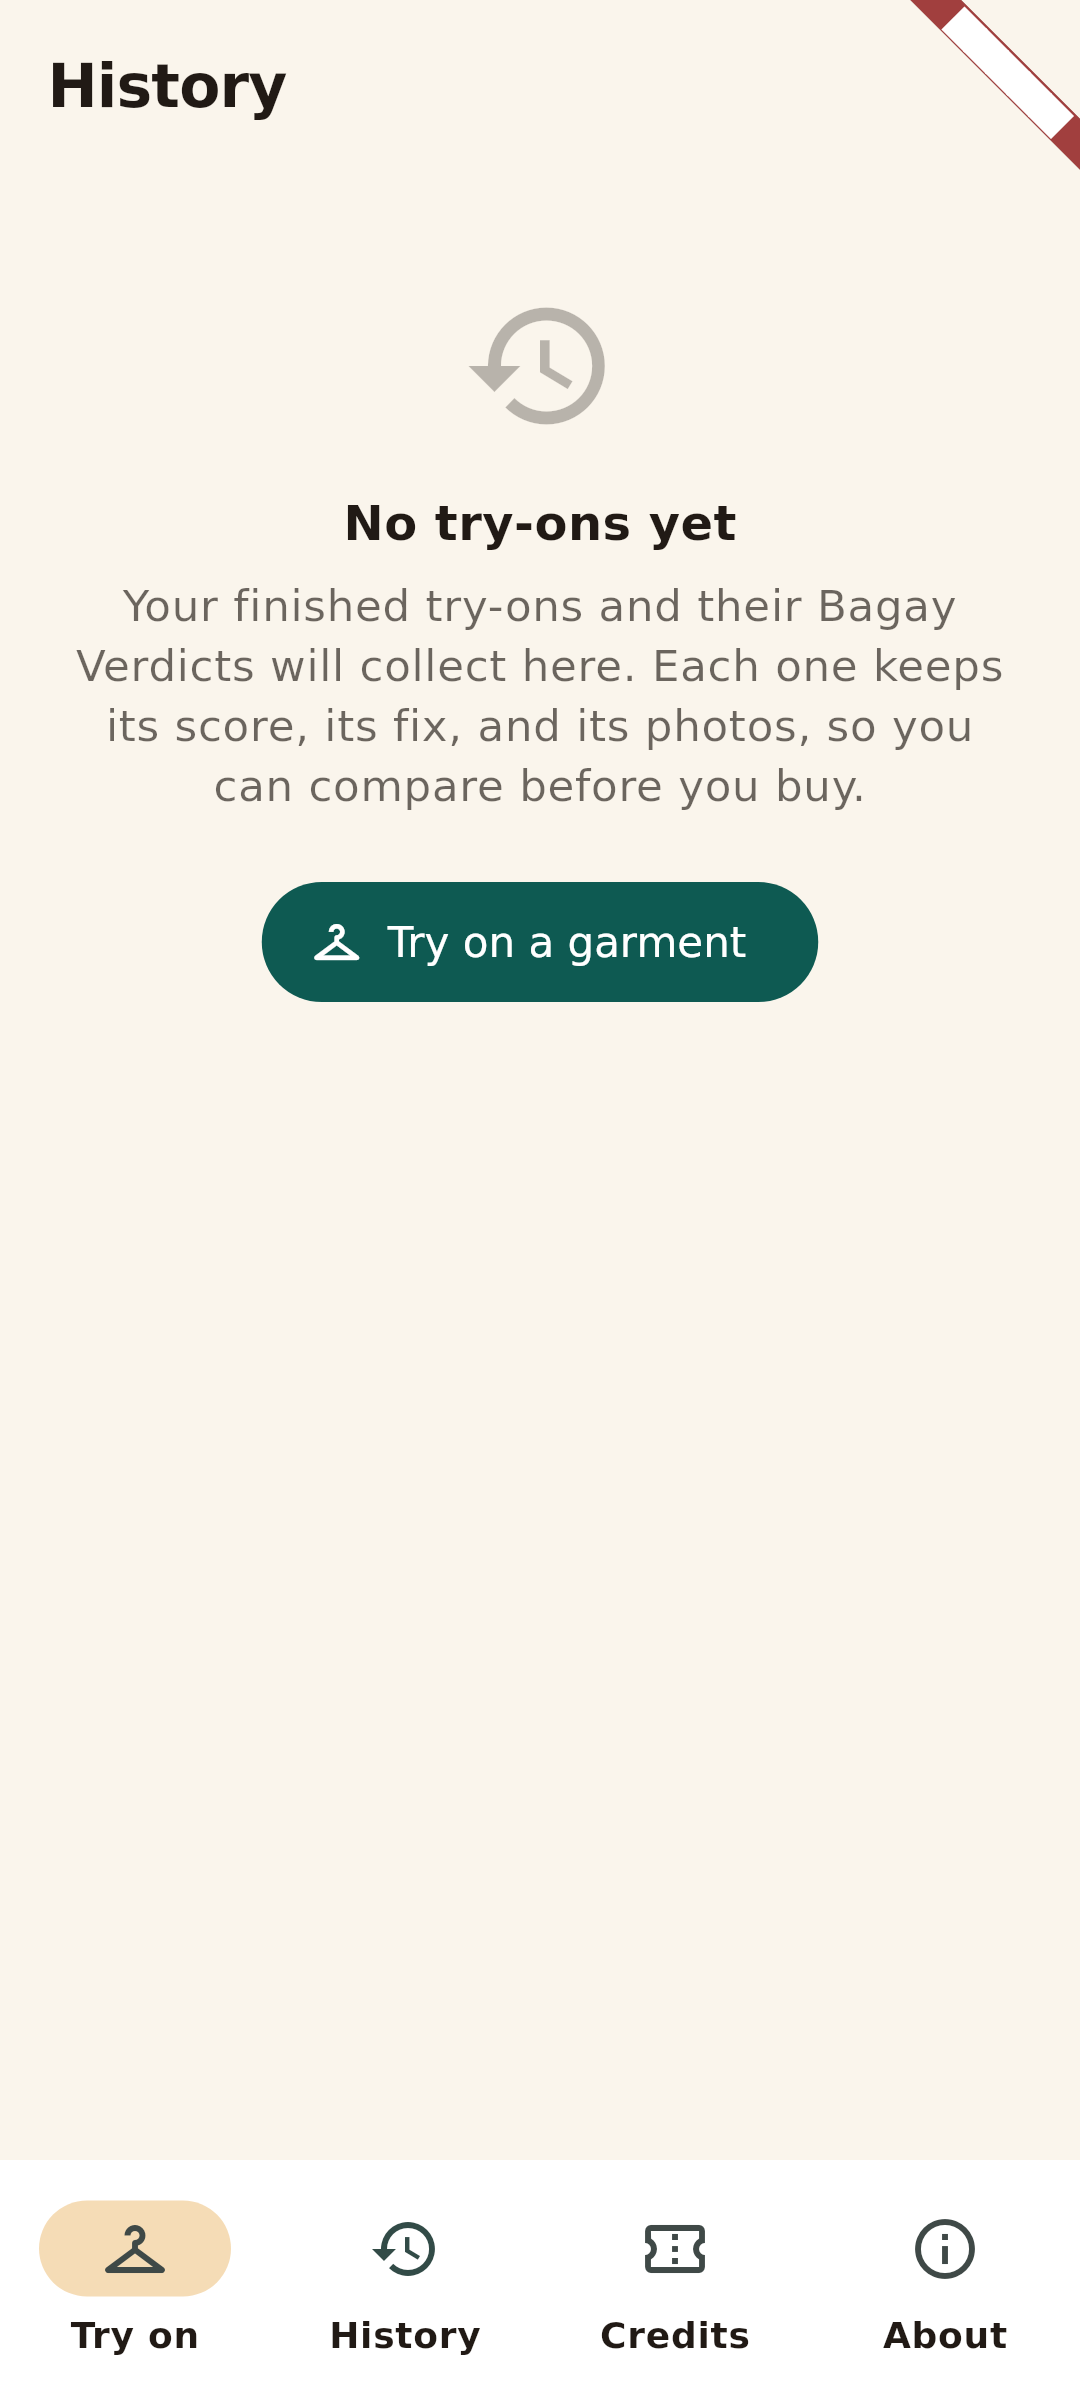 History
No try-ons yet
Your finished try-ons and their Bagay
Verdicts will collect here. Each one keeps
its score, its fix, and its photos, so you
can compare before you buy.
Try on a garment
Try on
History
Credits
About